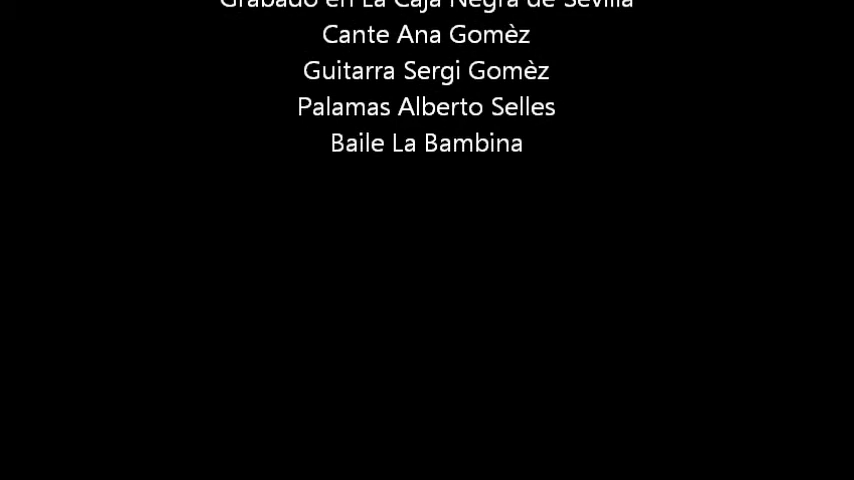 Grabado en La Caja Negra de Sevilla
Cante Ana Gomèz
Guitarra Sergi Gomèz
Palamas Alberto Selles
Baile La Bambina